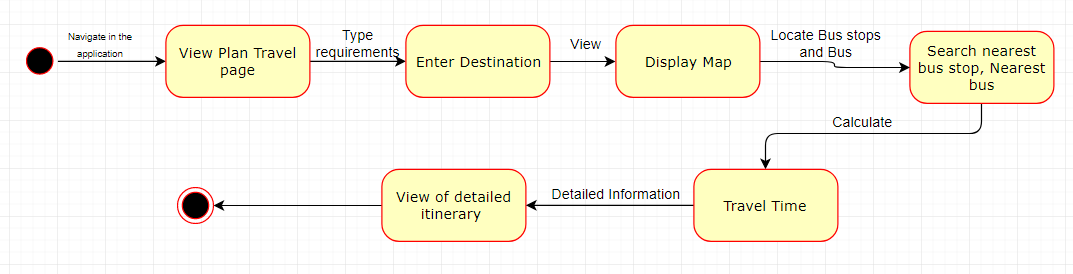 Navigate in the
application
View Plan Travel
page
Type
requirements
Enter Destination
View
Display Map
Locate Bus stops
and Bus
Search nearest
bus stop, Nearest
bus
Calculate
Travel Time
Detailed Information
View of detailed
itinerary